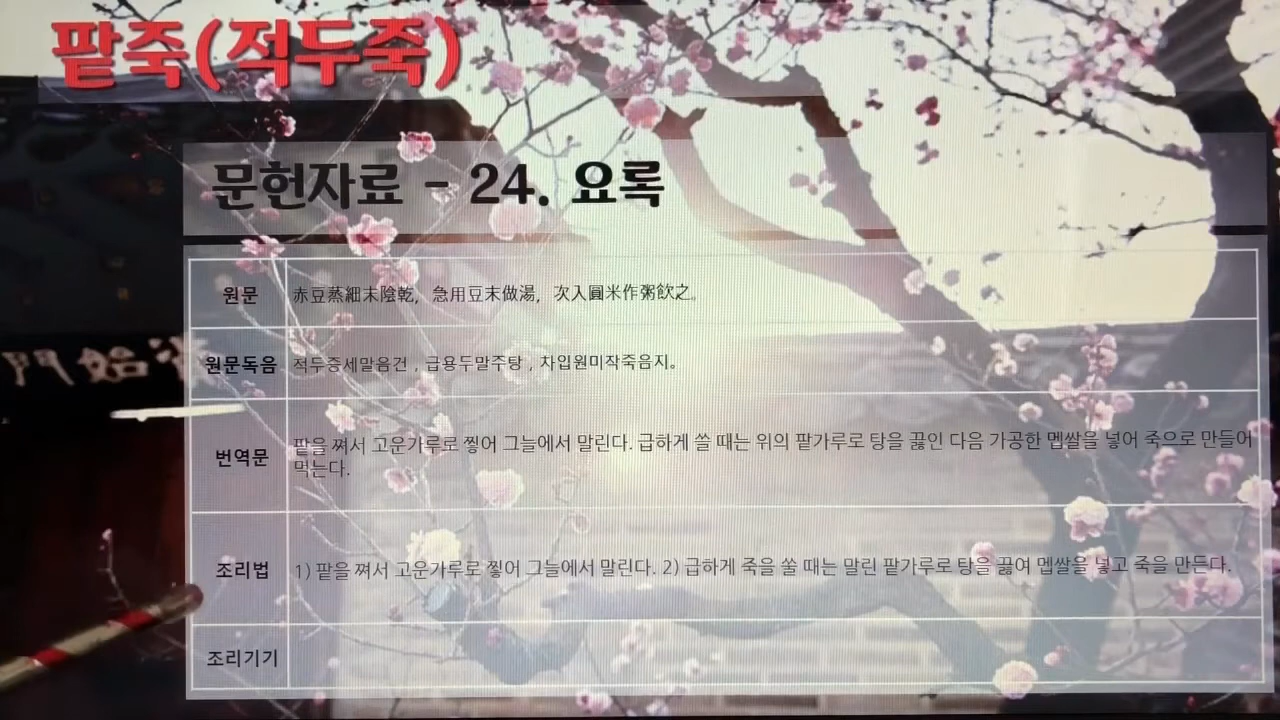 팥죽(적두죽)
문헌자료 - 24. 요록
원문 赤豆蒸細末陰乾, 急用豆末做湯, 次入圓米作粥飮之。
원문독음 적두증세말음건 , 급용두말주탕 , 차입원미작죽음지。
번역문 팥을 쪄서 고운가루로 찧어 그늘에서 말린다. 급하게 쓸 때는 위의 팥가루로 탕을 끓인 다음 가공한 멥쌀을 넣어 죽으로 만들어
먹는다.
조리법 1) 팥을 쪄서 고운가루로 찧어 그늘에서 말린다. 2) 급하게 죽을 쑬 때는 말린 팥가루로 탕을 끓여 멥쌀을 넣고 죽을 만든다.
조리기기